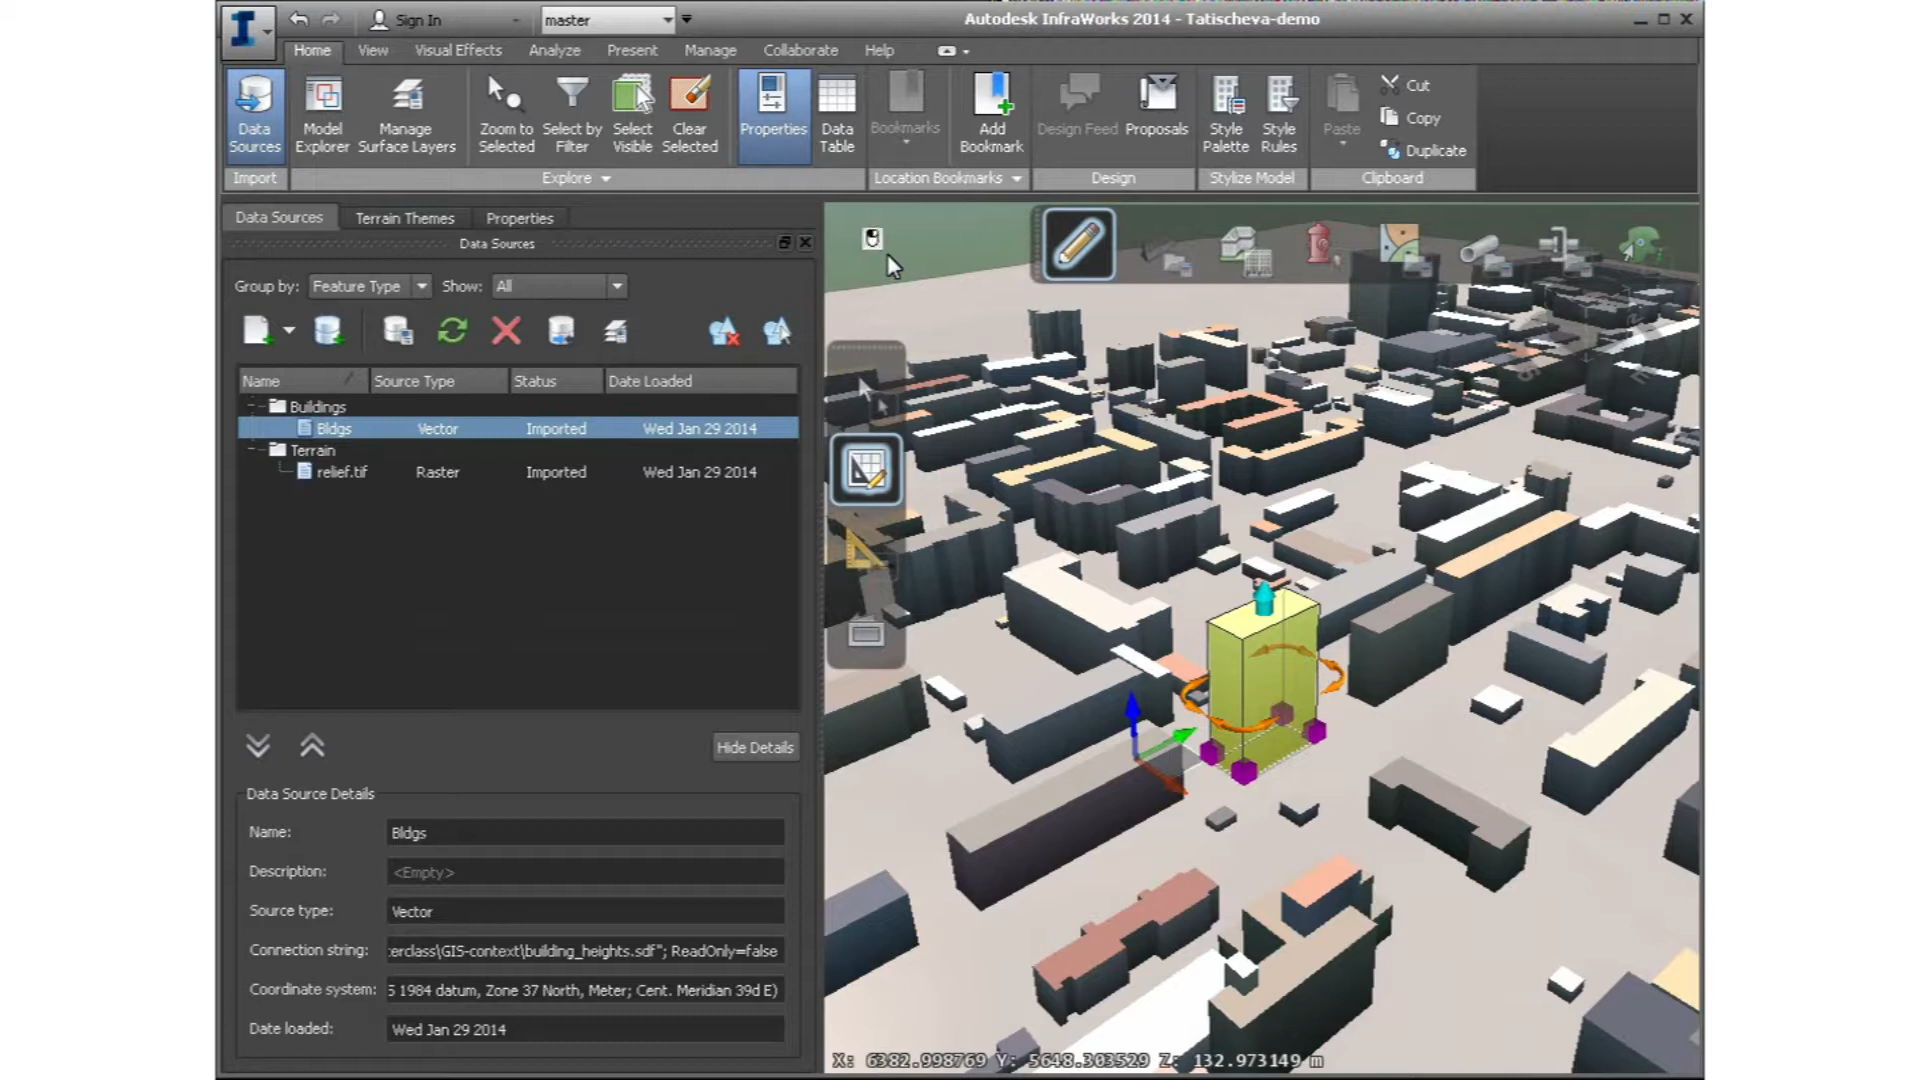 Sign In
master
Autodesk InfraWorks 2014 - Tatischeva-demo
Home View Visual Effects Analyze Present Manage Collaborate Help
Data Sources
Model Explorer
Manage Surface Layers
Zoom to Selected
Select by Filter
Select Visible
Clear Selected
Properties
Data Table
Bookmarks
Add Bookmark
Design Feed
Proposals
Style Palette
Style Rules
Paste
Cut
Copy
Duplicate
Import Explore Location Bookmarks Design Stylize Model Clipboard
Data Sources Terrain Themes Properties
Data Sources
Group by: Feature Type Show: All
Name Source Type Status Date Loaded
Buildings
Bldgs Vector Imported Wed Jan 29 2014
Terrain
relief.tif Raster Imported Wed Jan 29 2014
Hide Details
Data Source Details
Name: Bldgs
Description: <Empty>
Source type: Vector
Connection string: :erclass\GIS-context\building_heights.sdf"; ReadOnly=false
Coordinate system: 5 1984 datum, Zone 37 North, Meter; Cent. Meridian 39d E)
Date loaded: Wed Jan 29 2014
X: 6382.998769 Y: 5648.303529 Z: 132.973149 m